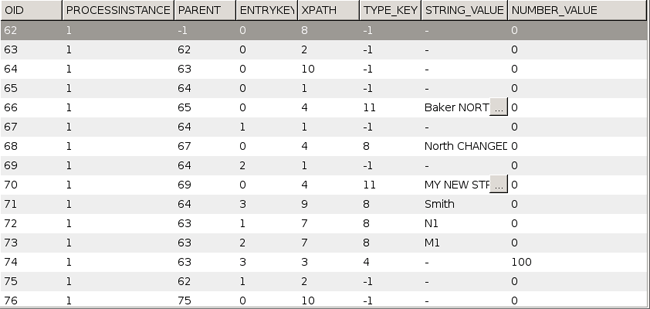 OID PROCESSINSTANCE PARENT ENTRYKEY XPATH TYPE_KEY STRING_VALUE NUMBER_VALUE
62 1 -1 0 8 -1 - 0
63 1 62 0 2 -1 - 0
64 1 63 0 10 -1 - 0
65 1 64 0 1 -1 - 0
66 1 65 0 4 11 Baker NORT ... 0
67 1 64 1 1 -1 - 0
68 1 67 0 4 8 North CHANGED 0
69 1 64 2 1 -1 - 0
70 1 69 0 4 11 MY NEW STR ... 0
71 1 64 3 9 8 Smith 0
72 1 63 1 7 8 N1 0
73 1 63 2 7 8 M1 0
74 1 63 3 3 4 - 100
75 1 62 1 2 -1 - 0
76 1 75 0 10 -1 - 0